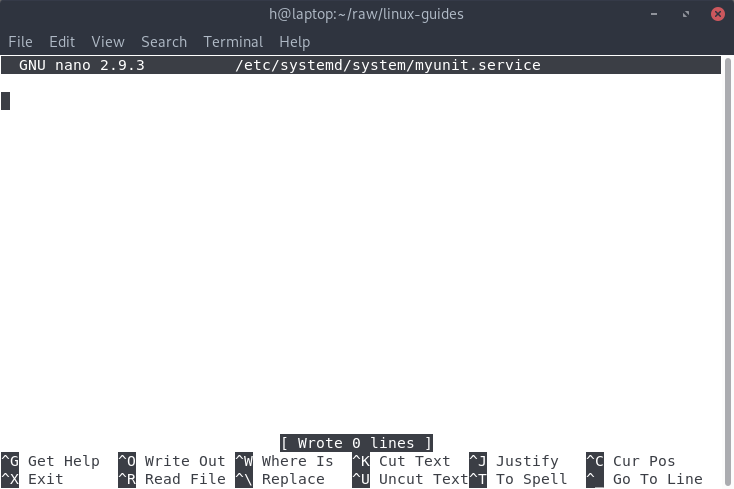 h@laptop:~/raw/linux-guides
File Edit View Search Terminal Help
GNU nano 2.9.3 /etc/systemd/system/myunit.service
[ Wrote 0 lines ]
^G Get Help ^O Write Out ^W Where Is ^K Cut Text ^J Justify ^C Cur Pos
^X Exit ^R Read File ^\ Replace ^U Uncut Text ^T To Spell ^_ Go To Line